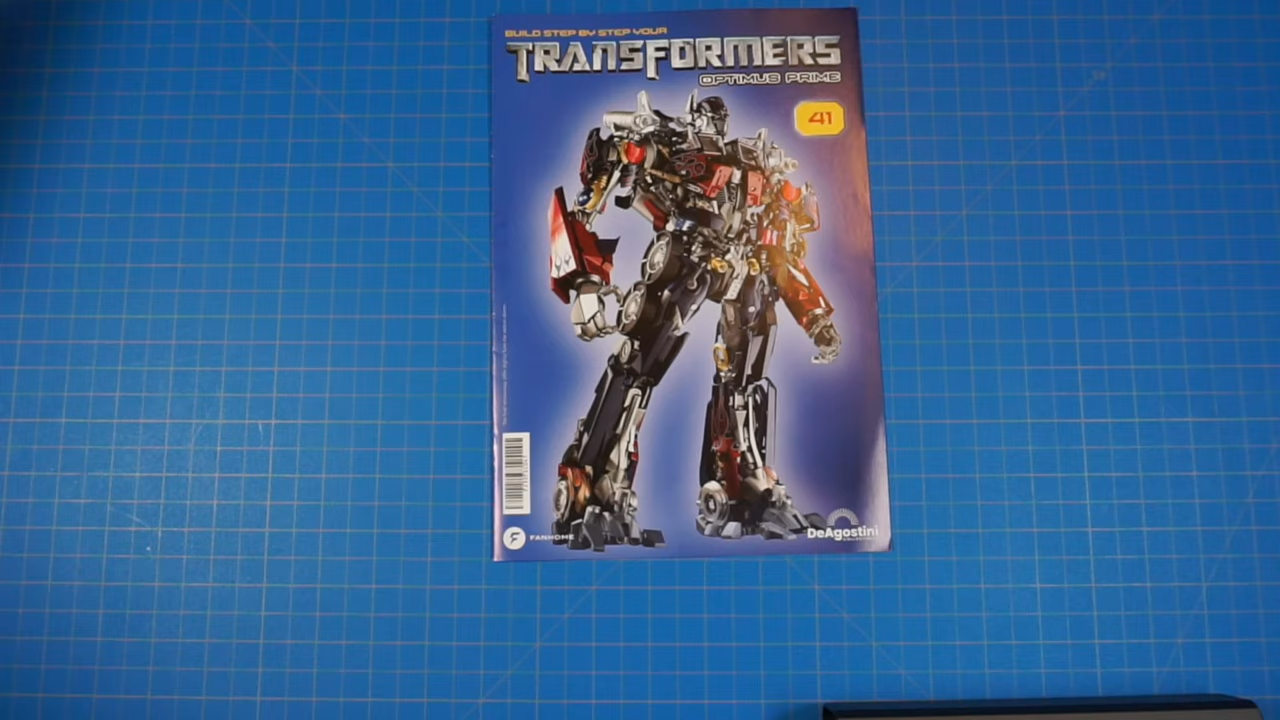 BUILD STEP BY STEP YOUR
TRANSFORMERS
OPTIMUS PRIME
41
F FANHOME
DeAgostini